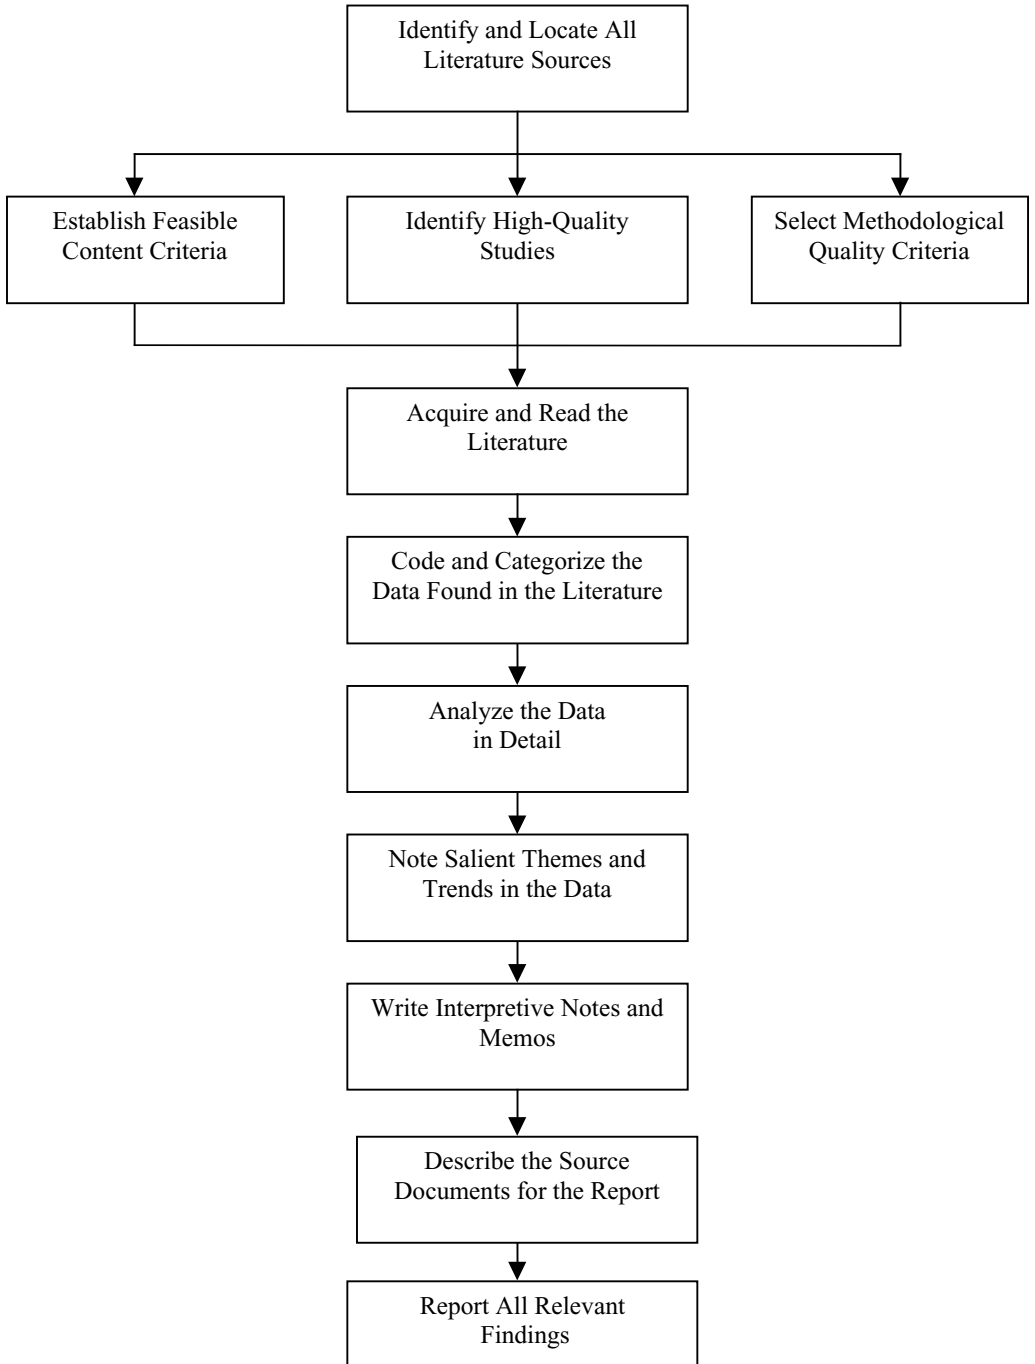 Identify and Locate All
Literature Sources
Establish Feasible
Content Criteria
Identify High-Quality
Studies
Select Methodological
Quality Criteria
Acquire and Read the
Literature
Code and Categorize the
Data Found in the Literature
Analyze the Data
in Detail
Note Salient Themes and
Trends in the Data
Write Interpretive Notes and
Memos
Describe the Source
Documents for the Report
Report All Relevant
Findings